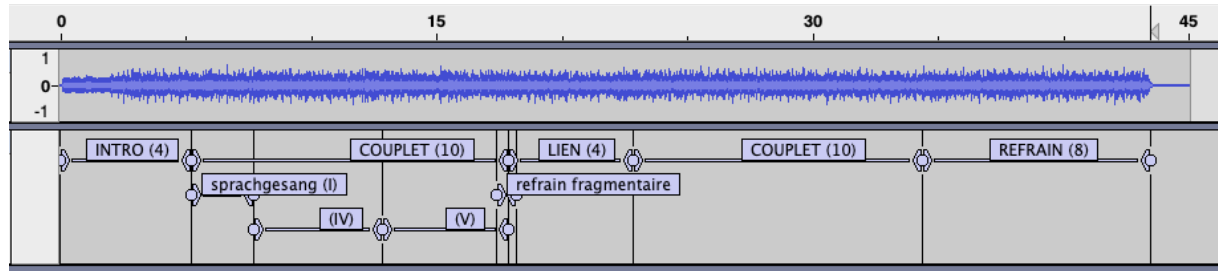 0 15 30 45
1
0-
-1
INTRO (4) COUPLET (10) LIEN (4) COUPLET (10) REFRAIN (8)
sprachgesang (I) refrain fragmentaire
(IV) (V)